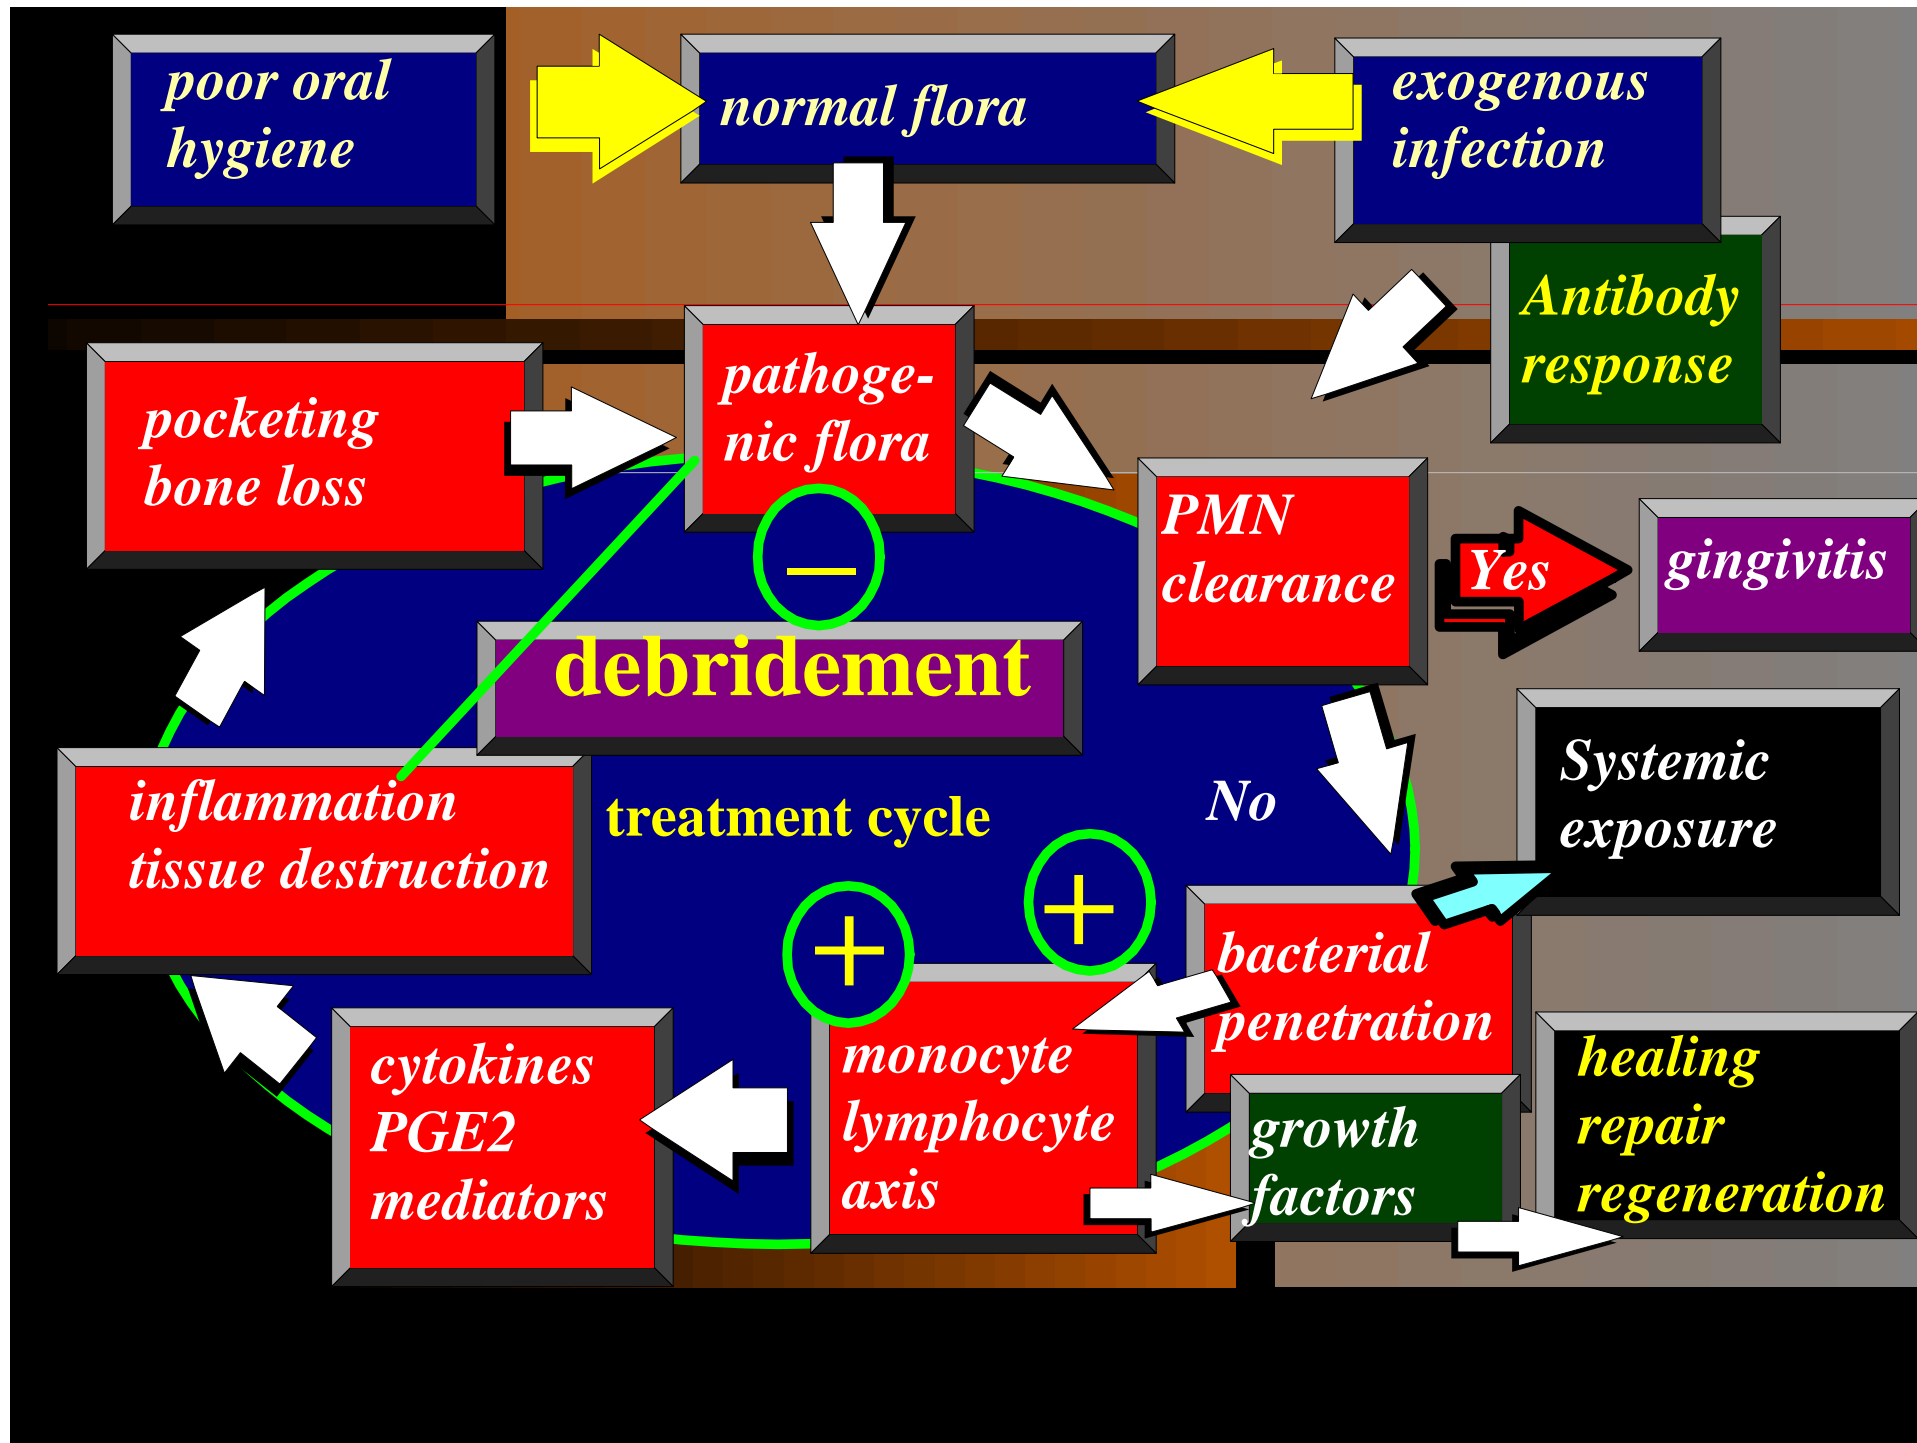 poor oral
hygiene
normal flora
exogenous
infection
Antibody
response
pocketing
bone loss
pathoge-
nic flora
PMN
clearance
Yes
gingivitis
–
debridement
Systemic
exposure
inflammation
tissue destruction
treatment cycle
No
+
+
bacterial
penetration
cytokines
PGE2
mediators
monocyte
lymphocyte
axis
growth
factors
healing
repair
regeneration